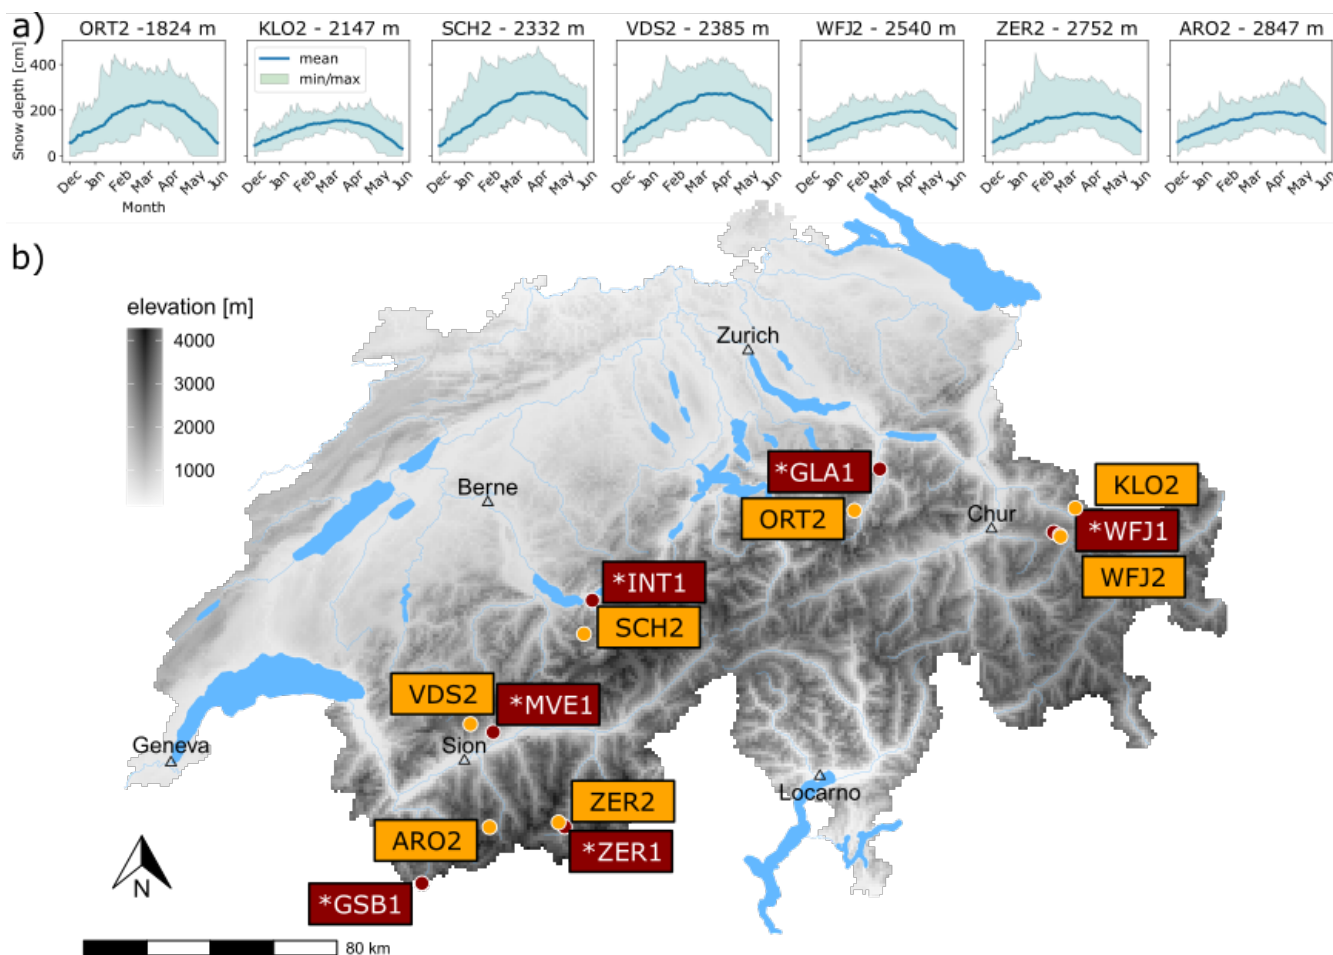 a)
ORT2 -1824 m
KLO2 - 2147 m
SCH2 - 2332 m
VDS2 - 2385 m
WFJ2 - 2540 m
ZER2 - 2752 m
ARO2 - 2847 m
Snow depth [cm]
400
200
0
mean
min/max
Dec Jan Feb Mar Apr May Jun
Dec Jan Feb Mar Apr May Jun
Dec Jan Feb Mar Apr May Jun
Dec Jan Feb Mar Apr May Jun
Dec Jan Feb Mar Apr May Jun
Dec Jan Feb Mar Apr May Jun
Dec Jan Feb Mar Apr May Jun
Month
b)
elevation [m]
4000
3000
2000
1000
Zurich
*GLA1
KLO2
Berne
ORT2
Chur
*WFJ1
*INT1
WFJ2
SCH2
VDS2
*MVE1
Geneva
Sion
Locarno
ZER2
ARO2
*ZER1
N
*GSB1
80 km